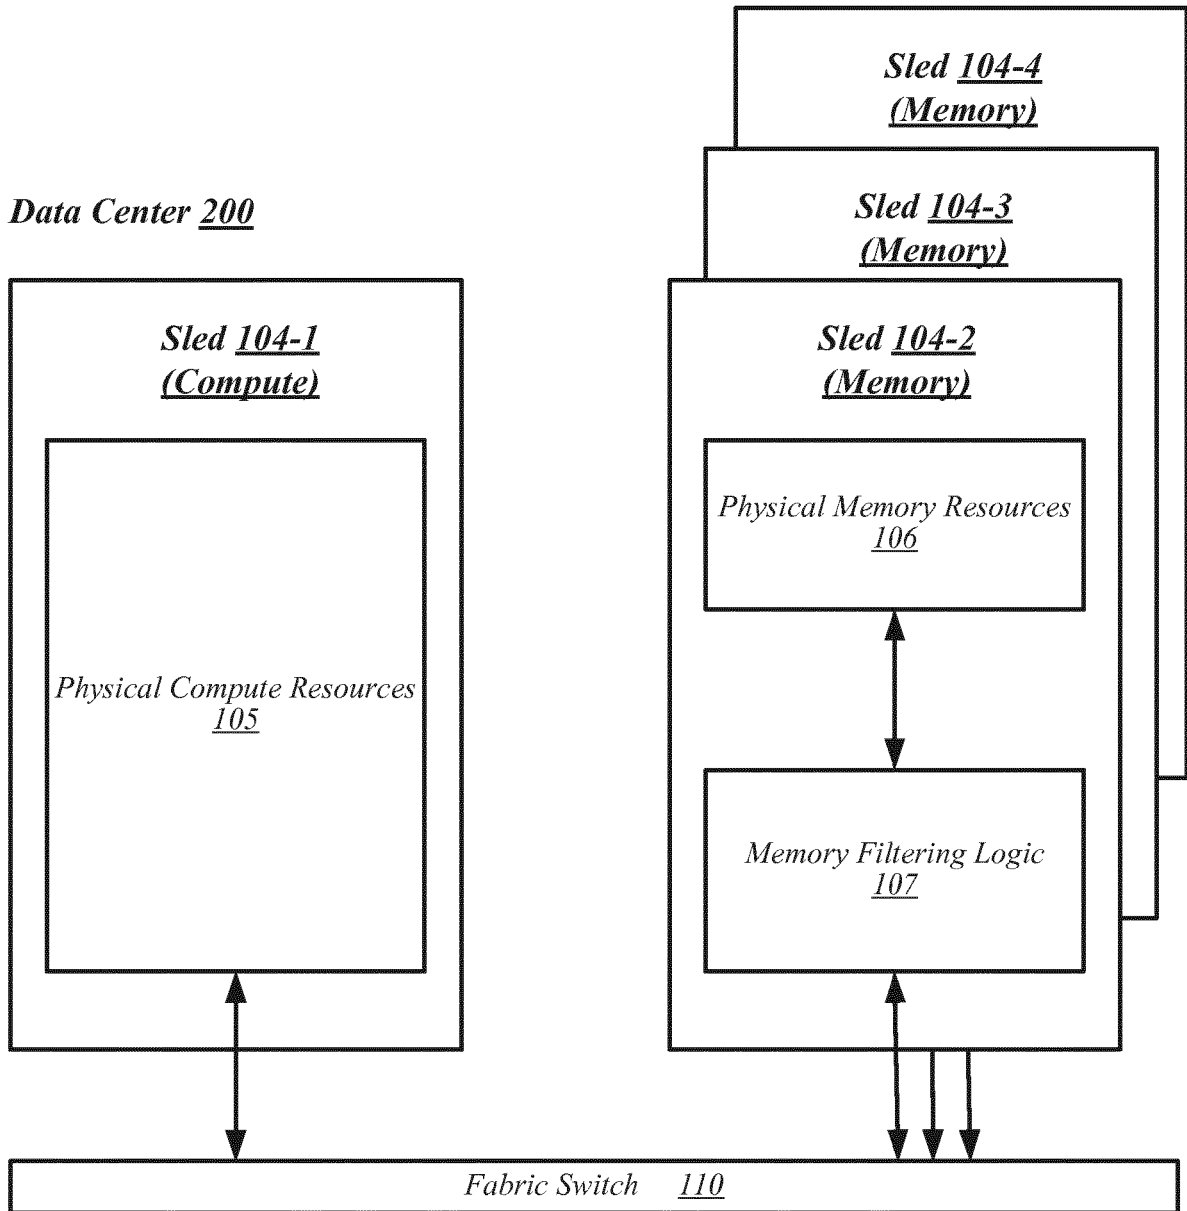 Sled 104-4
(Memory)
Sled 104-3
(Memory)
Data Center 200
Sled 104-1
(Compute)
Sled 104-2
(Memory)
Physical Memory Resources
106
Physical Compute Resources
105
Memory Filtering Logic
107
Fabric Switch 110